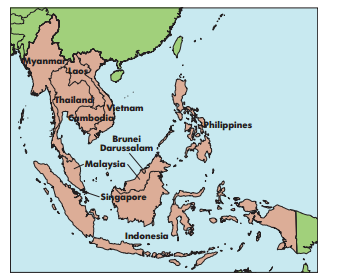 Myanmar
Laos
Thailand
Vietnam
Cambodia
Philippines
Brunei
Darussalam
Malaysia
Singapore
Indonesia